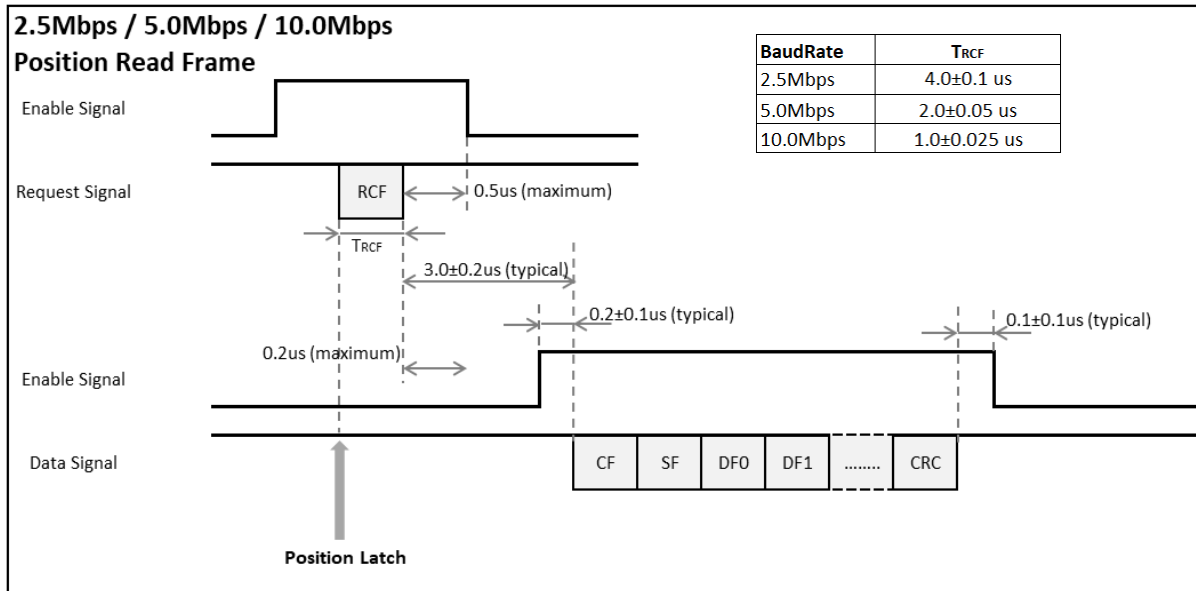 2.5Mbps / 5.0Mbps / 10.0Mbps
Position Read Frame
BaudRate TRCF
2.5Mbps 4.0±0.1 us
5.0Mbps 2.0±0.05 us
10.0Mbps 1.0±0.025 us
Enable Signal
Request Signal
RCF
0.5us (maximum)
TRCF
3.0±0.2us (typical)
0.2±0.1us (typical)
0.1±0.1us (typical)
0.2us (maximum)
Enable Signal
Data Signal
CF SF DF0 DF1 ........ CRC
Position Latch